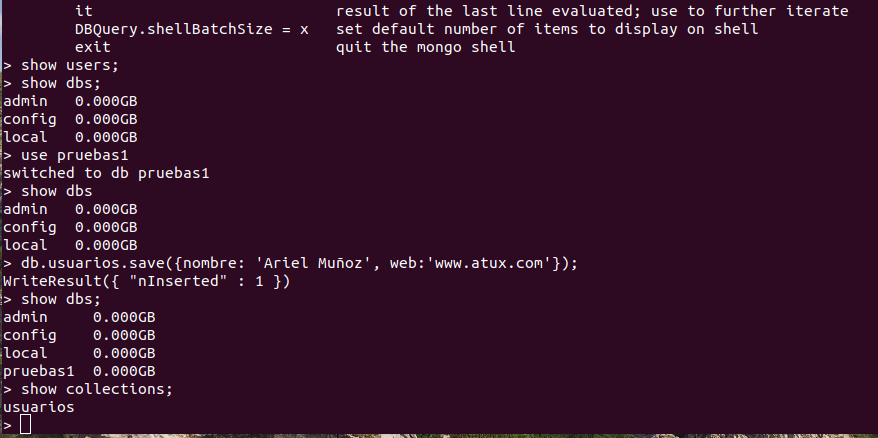 it                           result of the last line evaluated; use to further iterate
DBQuery.shellBatchSize = x   set default number of items to display on shell
exit                         quit the mongo shell
> show users;
> show dbs;
admin   0.000GB
config  0.000GB
local   0.000GB
> use pruebas1
switched to db pruebas1
> show dbs
admin   0.000GB
config  0.000GB
local   0.000GB
> db.usuarios.save({nombre: 'Ariel Muñoz', web:'www.atux.com'});
WriteResult({ "nInserted" : 1 })
> show dbs;
admin     0.000GB
config    0.000GB
local     0.000GB
pruebas1  0.000GB
> show collections;
usuarios
>